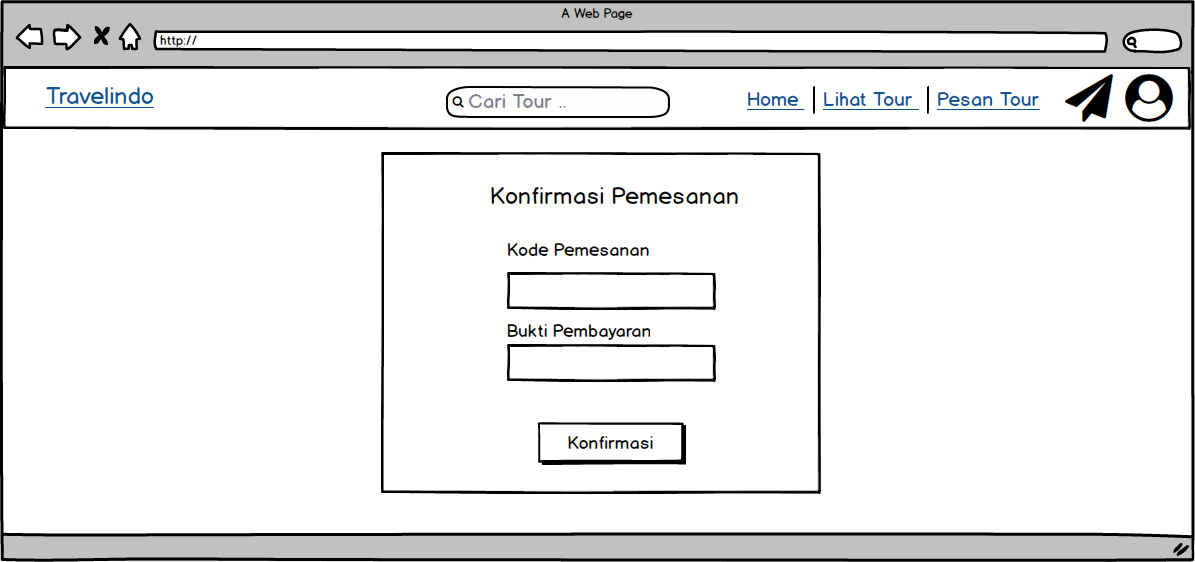 A Web Page
http://
Travelindo
Cari Tour ..
Home
Lihat Tour
Pesan Tour
Konfirmasi Pemesanan
Kode Pemesanan
Bukti Pembayaran
Konfirmasi